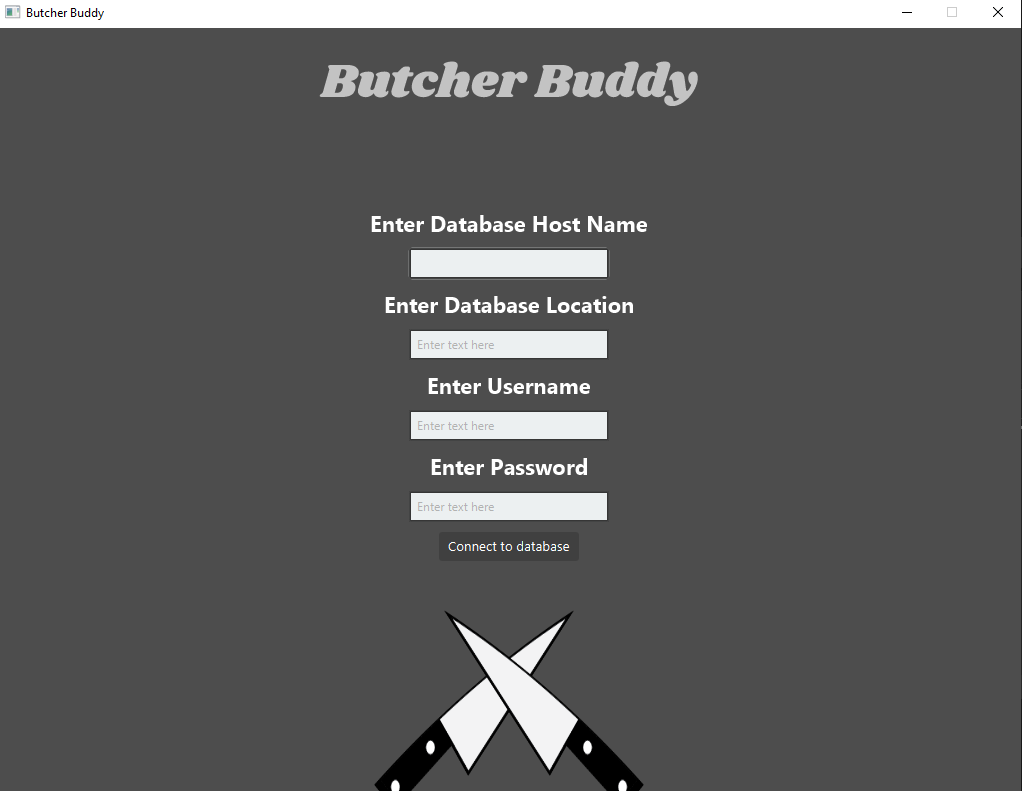 Butcher Buddy
Butcher Buddy
Enter Database Host Name
Enter Database Location
Enter text here
Enter Username
Enter text here
Enter Password
Enter text here
Connect to database